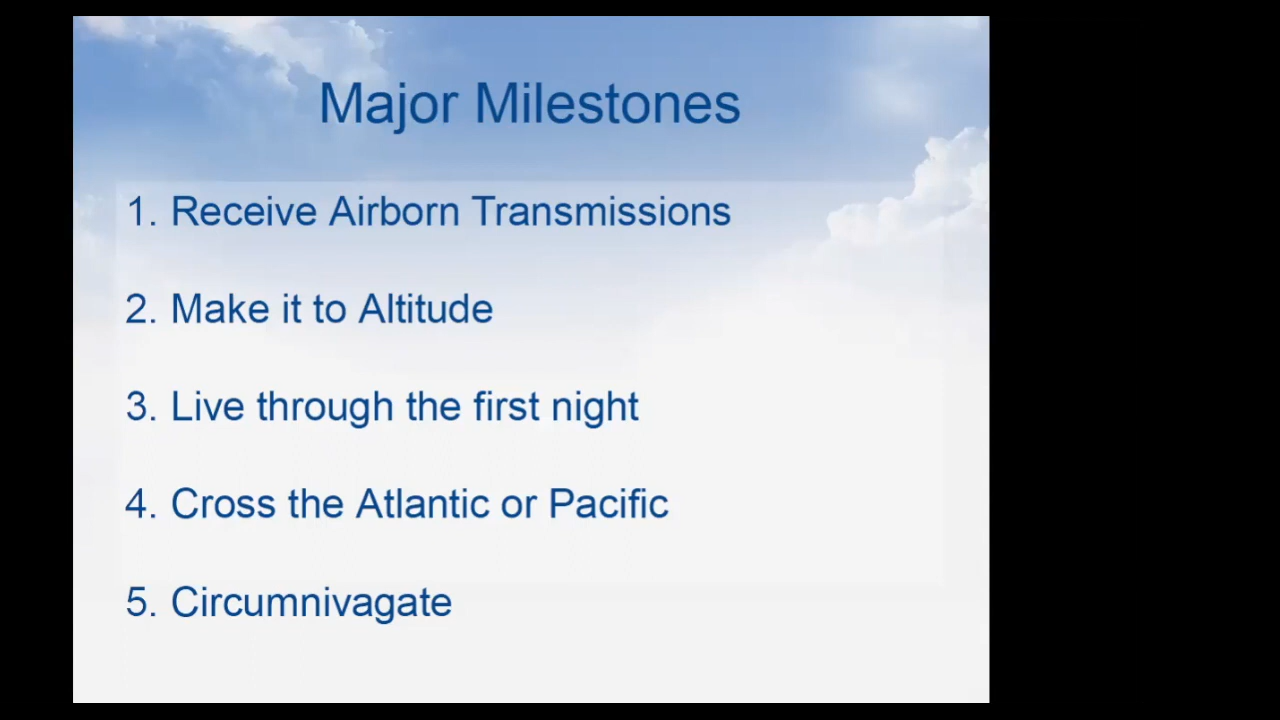 Major Milestones
1. Receive Airborn Transmissions
2. Make it to Altitude
3. Live through the first night
4. Cross the Atlantic or Pacific
5. Circumnivagate